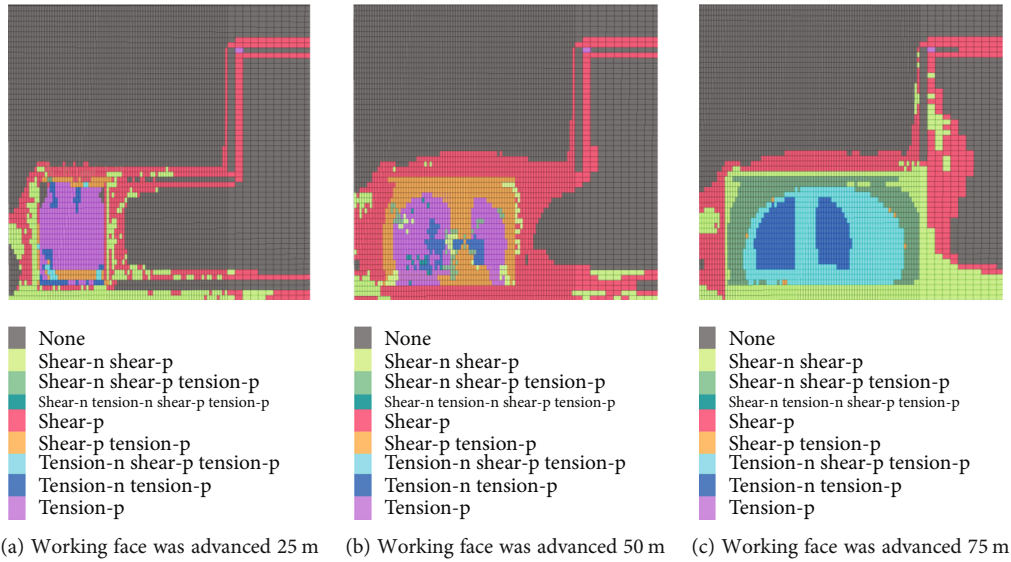 None
Shear-n shear-p
Shear-n shear-p tension-p
Shear-n tension-n shear-p tension-p
Shear-p
Shear-p tension-p
Tension-n shear-p tension-p
Tension-n tension-p
Tension-p
(a) Working face was advanced 25 m
None
Shear-n shear-p
Shear-n shear-p tension-p
Shear-n tension-n shear-p tension-p
Shear-p
Shear-p tension-p
Tension-n shear-p tension-p
Tension-n tension-p
Tension-p
(b) Working face was advanced 50 m
None
Shear-n shear-p
Shear-n shear-p tension-p
Shear-n tension-n shear-p tension-p
Shear-p
Shear-p tension-p
Tension-n shear-p tension-p
Tension-n tension-p
Tension-p
(c) Working face was advanced 75 m